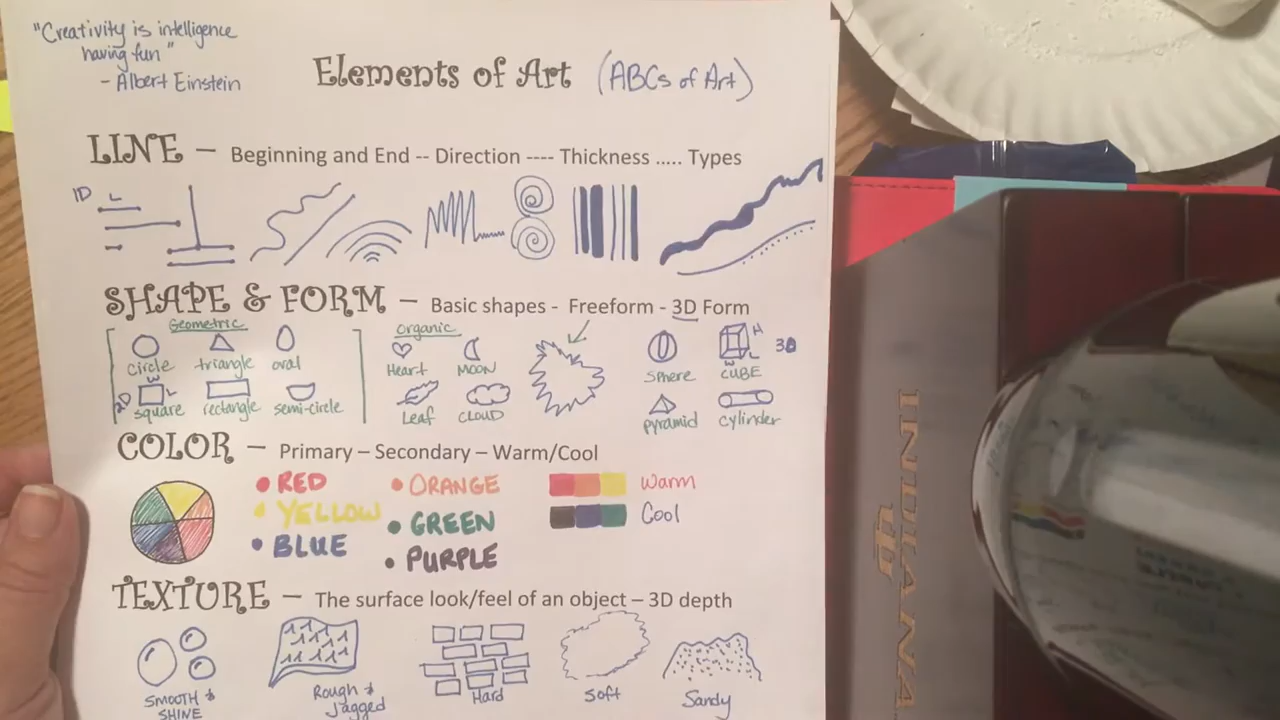 "Creativity is intelligence
having fun"
- Albert Einstein
Elements of Art (ABCs of Art)
LINE – Beginning and End -- Direction ---- Thickness ..... Types
1D L
SHAPE & FORM – Basic shapes - Freeform - 3D Form
Geometric
circle triangle oval
2D W L
square rectangle semi-circle
Organic
Heart MOON
Leaf CLOUD
H
W L
3D
Sphere CUBE
pyramid cylinder
COLOR – Primary – Secondary – Warm/Cool
RED ORANGE Warm
YELLOW GREEN Cool
BLUE PURPLE
TEXTURE – The surface look/feel of an object – 3D depth
SMOOTH &
SHINE
Rough &
Jagged
Hard
Soft
Sandy
INDIANA